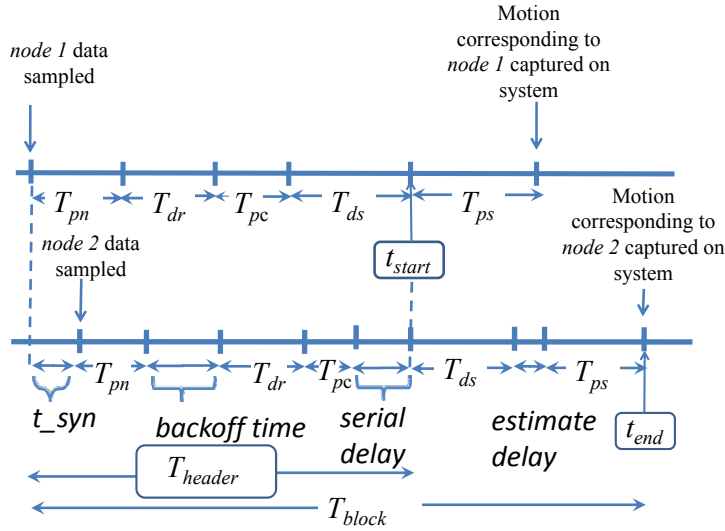 node 1 data
sampled
Motion
corresponding to
node 1 captured on
system
T_pn
T_dr
T_pc
T_ds
T_ps
node 2 data
sampled
t_start
Motion
corresponding to
node 2 captured on
system
T_pn
T_dr
T_pc
T_ds
T_ps
t_syn
backoff time
serial
delay
estimate
delay
t_end
T_header
T_block